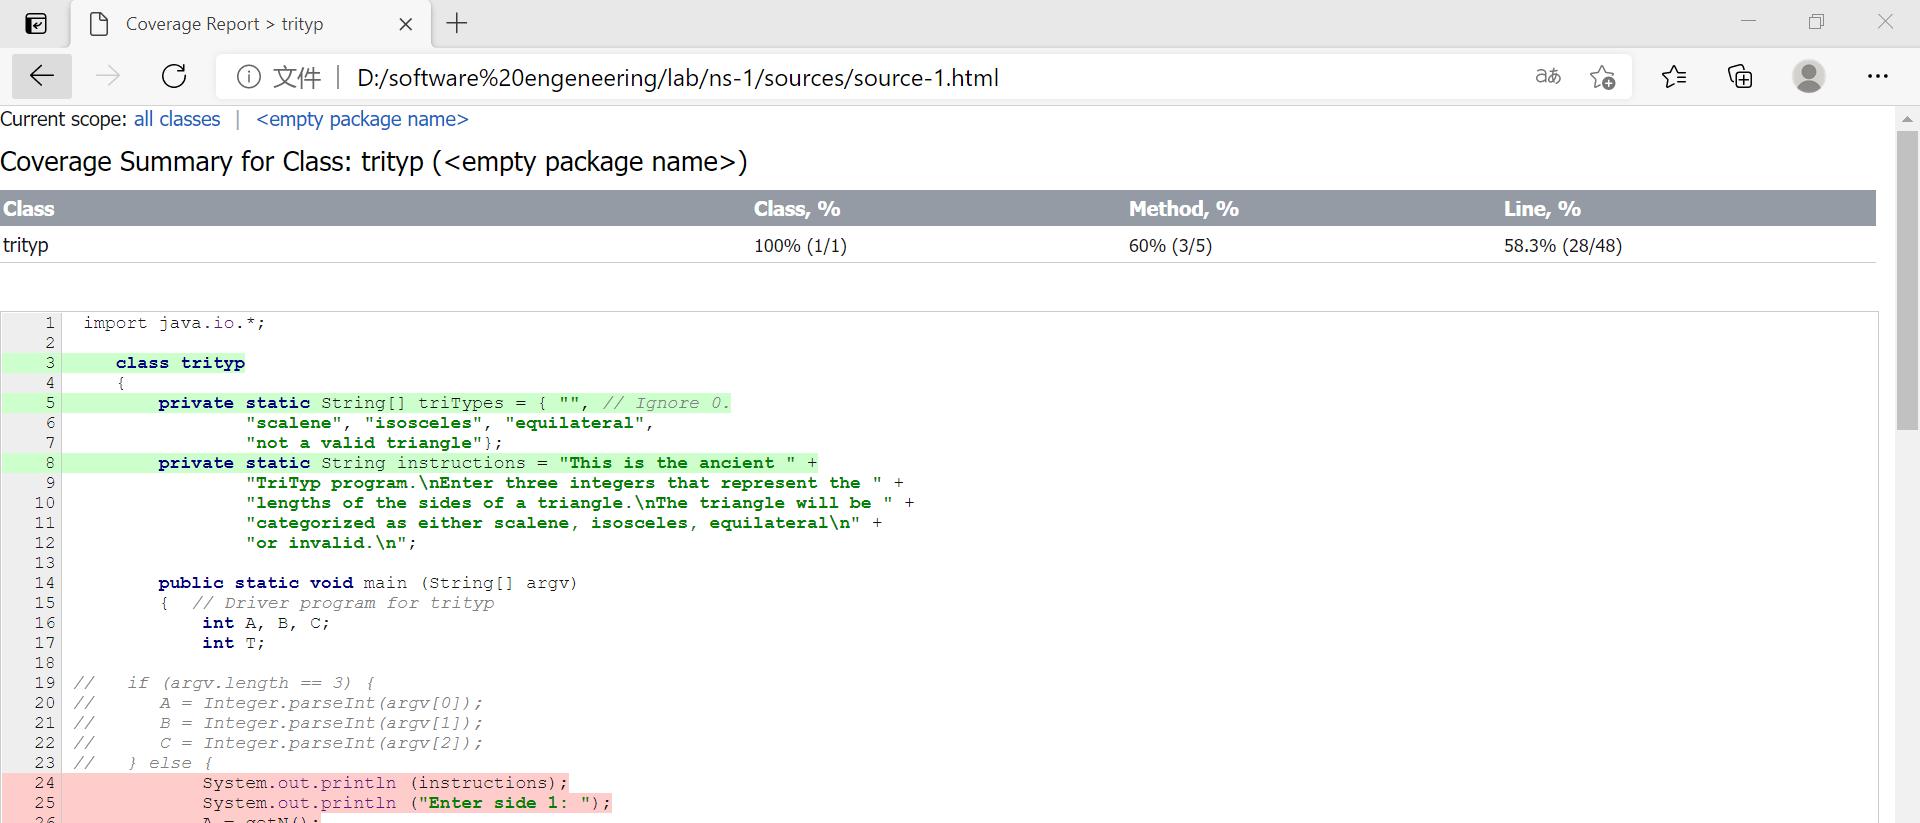 Coverage Report > trityp
文件 | D:/software%20engeneering/lab/ns-1/sources/source-1.html
aあ
Current scope: all classes | <empty package name>
Coverage Summary for Class: trityp (<empty package name>)
Class Class, % Method, % Line, %
trityp 100% (1/1) 60% (3/5) 58.3% (28/48)
1 import java.io.*;
2
3 class trityp
4 {
5 private static String[] triTypes = { "", // Ignore 0.
6 "scalene", "isosceles", "equilateral",
7 "not a valid triangle"};
8 private static String instructions = "This is the ancient " +
9 "TriTyp program.\nEnter three integers that represent the " +
10 "lengths of the sides of a triangle.\nThe triangle will be " +
11 "categorized as either scalene, isosceles, equilateral\n" +
12 "or invalid.\n";
13
14 public static void main (String[] argv)
15 { // Driver program for trityp
16 int A, B, C;
17 int T;
18
19 // if (argv.length == 3) {
20 // A = Integer.parseInt(argv[0]);
21 // B = Integer.parseInt(argv[1]);
22 // C = Integer.parseInt(argv[2]);
23 // } else {
24 System.out.println (instructions);
25 System.out.println ("Enter side 1: ");
26 A = getN();